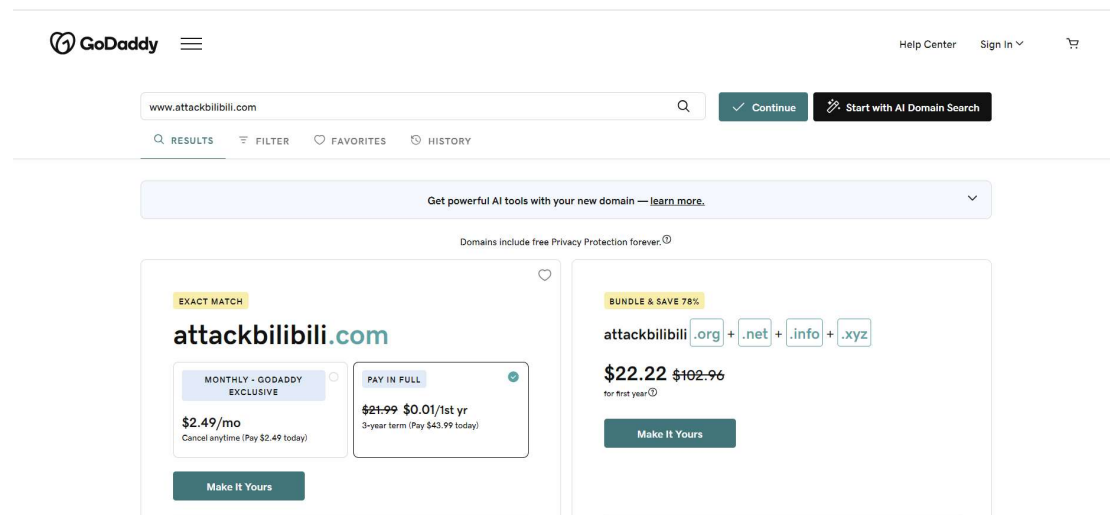 GoDaddy
Help Center
Sign In
www.attackbilibili.com
Continue
Start with AI Domain Search
RESULTS
FILTER
FAVORITES
HISTORY
Get powerful AI tools with your new domain — learn more.
Domains include free Privacy Protection forever.
EXACT MATCH
attackbilibili.com
MONTHLY - GODADDY
EXCLUSIVE
$2.49/mo
Cancel anytime (Pay $2.49 today)
PAY IN FULL
$21.99 $0.01/1st yr
3-year term (Pay $43.99 today)
Make It Yours
BUNDLE & SAVE 78%
attackbilibili .org + .net + .info + .xyz
$22.22 $102.96
for first year
Make It Yours